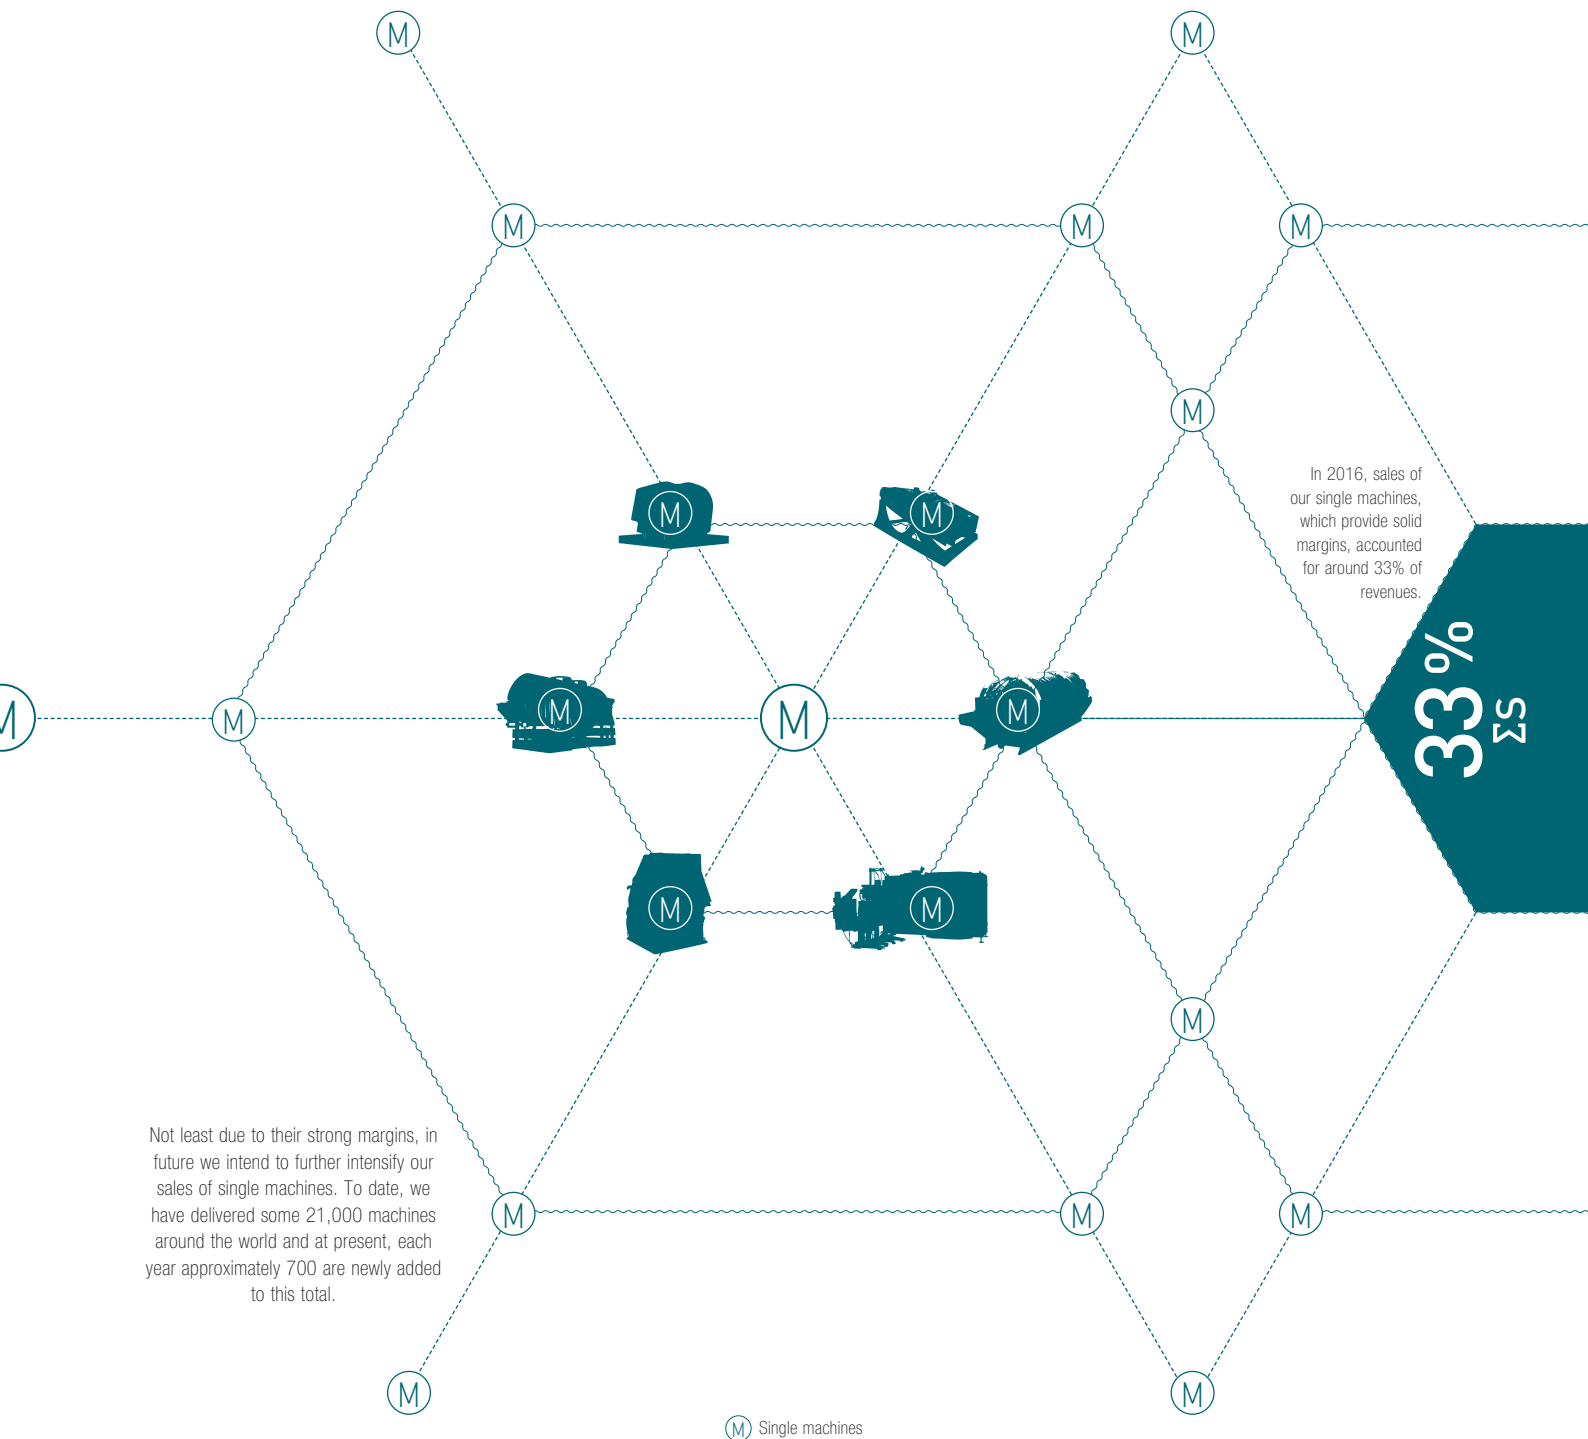 M
M
M
M
M
M
M
M
M
In 2016, sales of
our single machines,
which provide solid
margins, accounted
for around 33% of
revenues.
M
M
M
M
M
33 %
ΣS
M
M
M
Not least due to their strong margins, in
future we intend to further intensify our
sales of single machines. To date, we
have delivered some 21,000 machines
around the world and at present, each
year approximately 700 are newly added
to this total.
M
M
M
M
M
M Single machines